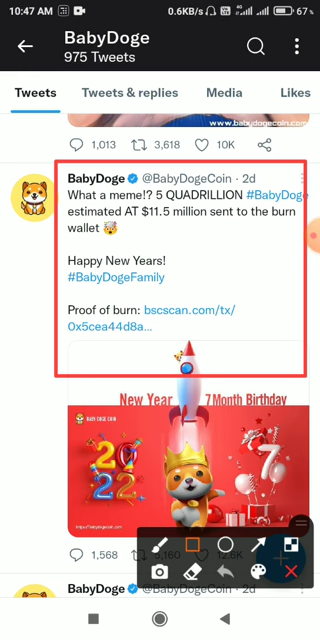 10:47 AM
0.6KB/s
67%
BabyDoge
975 Tweets
Tweets
Tweets & replies
Media
Likes
www.babydogecoin.com
1,013
3,618
10K
BabyDoge @BabyDogeCoin · 2d
What a meme!? 5 QUADRILLION #BabyDoge
estimated AT $11.5 million sent to the burn
wallet 🤯
Happy New Years!
#BabyDogeFamily
Proof of burn: bscscan.com/tx/
0x5cea44d8a...
New Year
7 Month Birthday
BABY DOGE COIN
2022
7
https://babydogecoin.com
1,568
BabyDoge @BabyDogeCoin · 2d